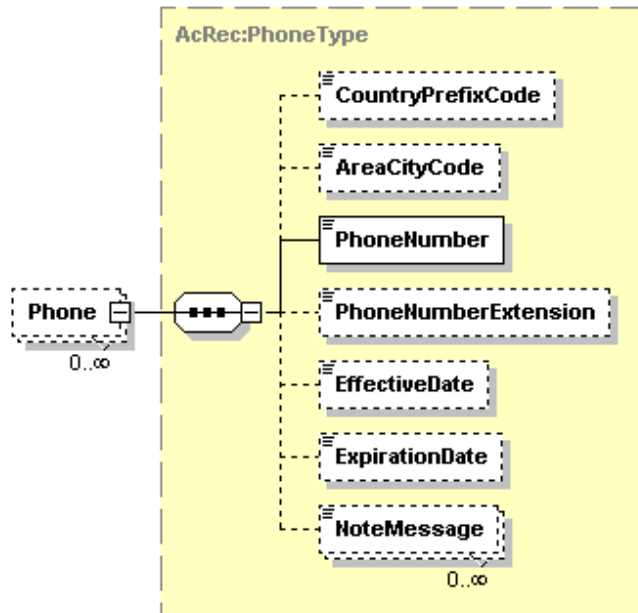 AcRec:PhoneType
CountryPrefixCode
AreaCityCode
PhoneNumber
Phone
0..∞
PhoneNumberExtension
EffectiveDate
ExpirationDate
NoteMessage
0..∞